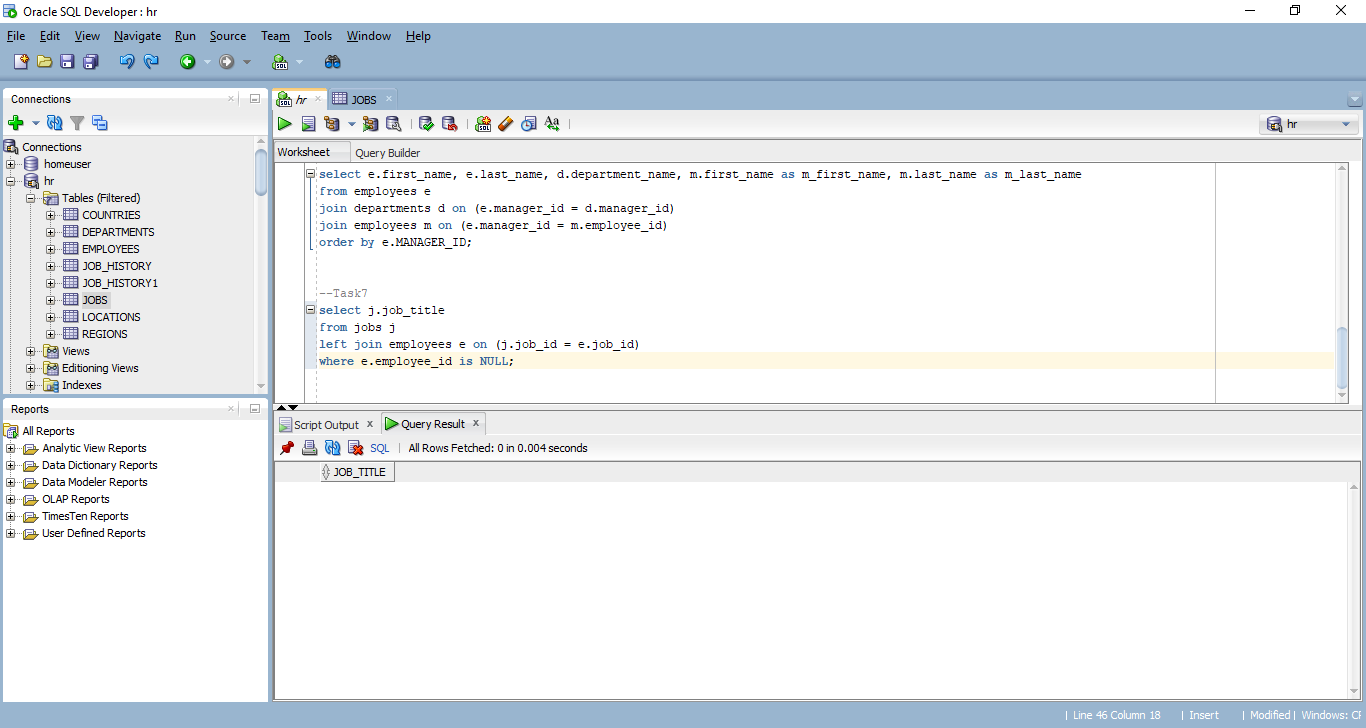 Oracle SQL Developer : hr
File Edit View Navigate Run Source Team Tools Window Help
Connections
Connections
homeuser
hr
Tables (Filtered)
COUNTRIES
DEPARTMENTS
EMPLOYEES
JOB_HISTORY
JOB_HISTORY1
JOBS
LOCATIONS
REGIONS
Views
Editioning Views
Indexes
Reports
All Reports
Analytic View Reports
Data Dictionary Reports
Data Modeler Reports
OLAP Reports
TimesTen Reports
User Defined Reports
hr JOBS
hr
Worksheet Query Builder
select e.first_name, e.last_name, d.department_name, m.first_name as m_first_name, m.last_name as m_last_name
from employees e
join departments d on (e.manager_id = d.manager_id)
join employees m on (e.manager_id = m.employee_id)
order by e.MANAGER_ID;
--Task7
select j.job_title
from jobs j
left join employees e on (j.job_id = e.job_id)
where e.employee_id is NULL;
Script Output Query Result
SQL | All Rows Fetched: 0 in 0.004 seconds
JOB_TITLE
| Line 46 Column 18 | Insert | Modified | Windows: CF